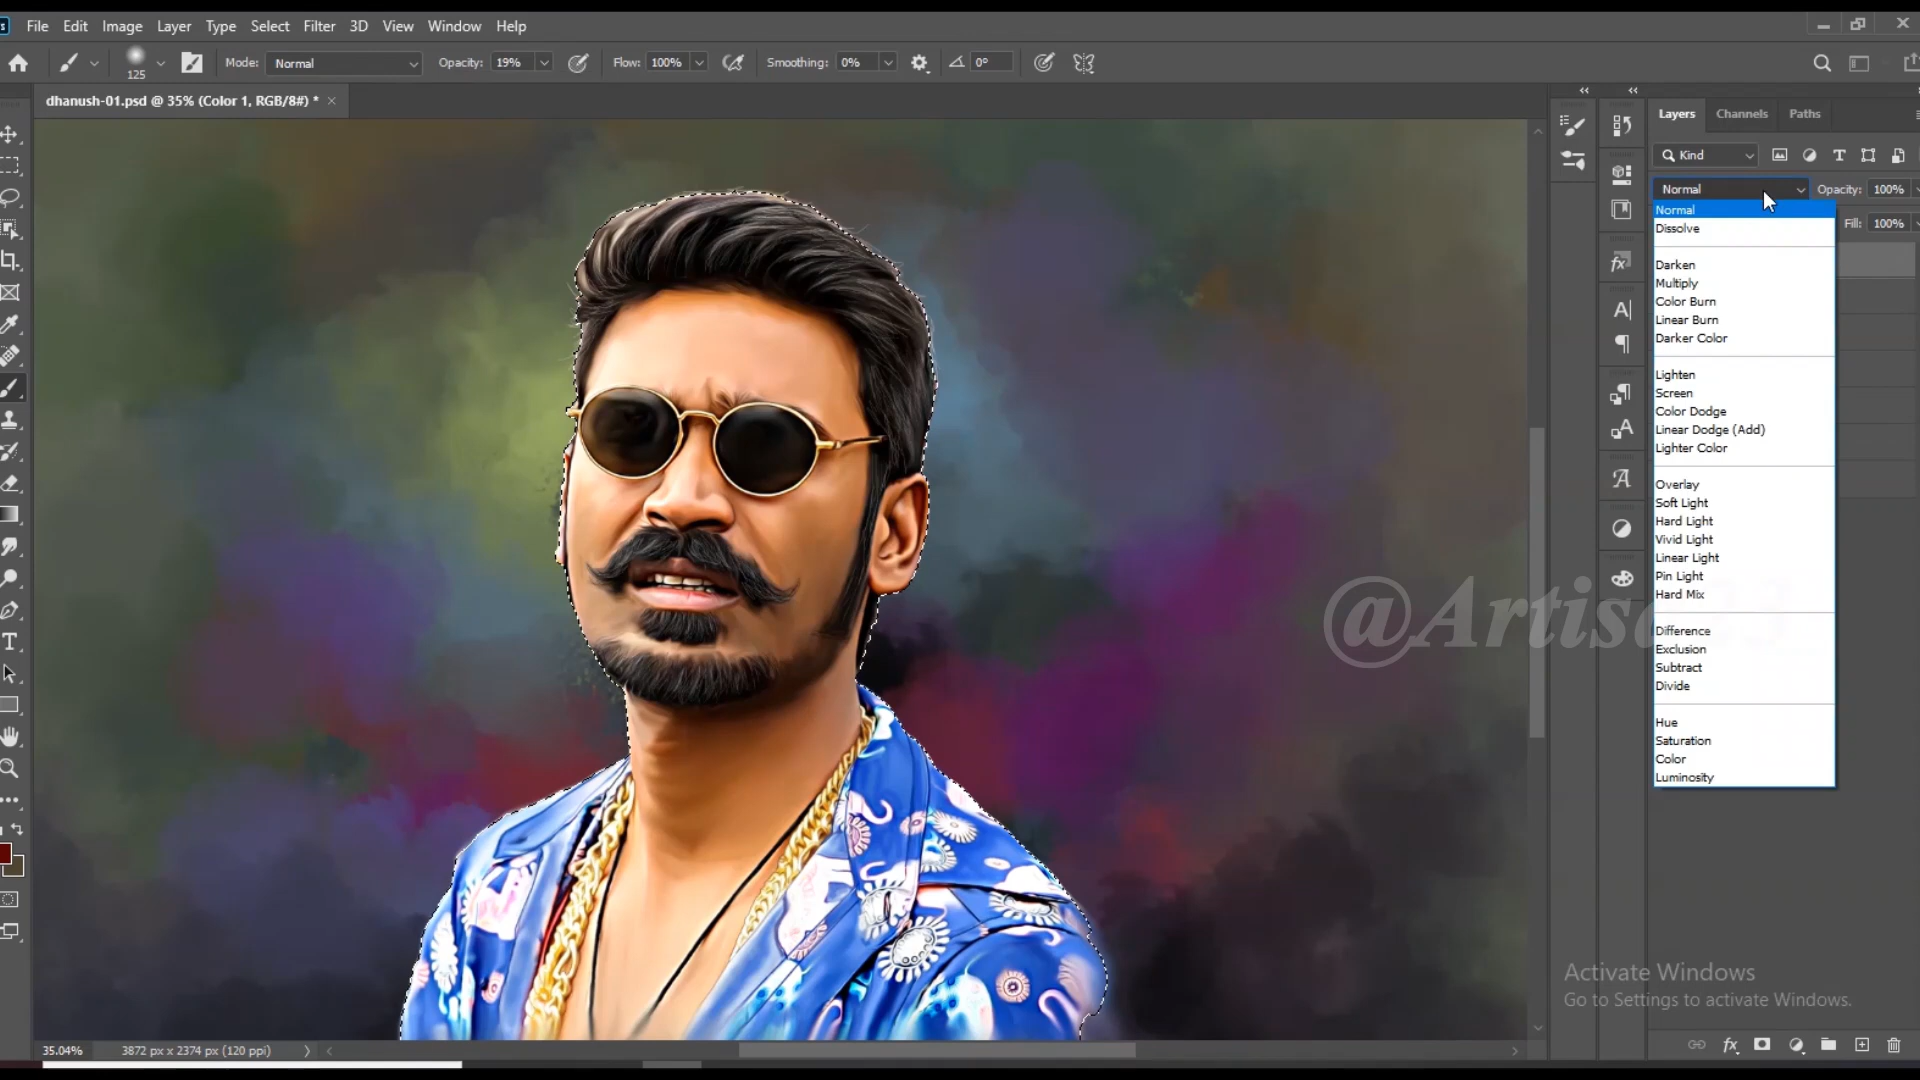 File Edit Image Layer Type Select Filter 3D View Window Help
125 Mode: Normal Opacity: 19% Flow: 100% Smoothing: 0% 0°
dhanush-01.psd @ 35% (Color 1, RGB/8#) * ×
Layers Channels Paths
Kind
Normal Opacity: 100%
Fill: 100%
Normal
Dissolve
Darken
Multiply
Color Burn
Linear Burn
Darker Color
Lighten
Screen
Color Dodge
Linear Dodge (Add)
Lighter Color
Overlay
Soft Light
Hard Light
Vivid Light
Linear Light
Pin Light
Hard Mix
Difference
Exclusion
Subtract
Divide
Hue
Saturation
Color
Luminosity
Activate Windows
Go to Settings to activate Windows.
35.04% 3872 px x 2374 px (120 ppi)